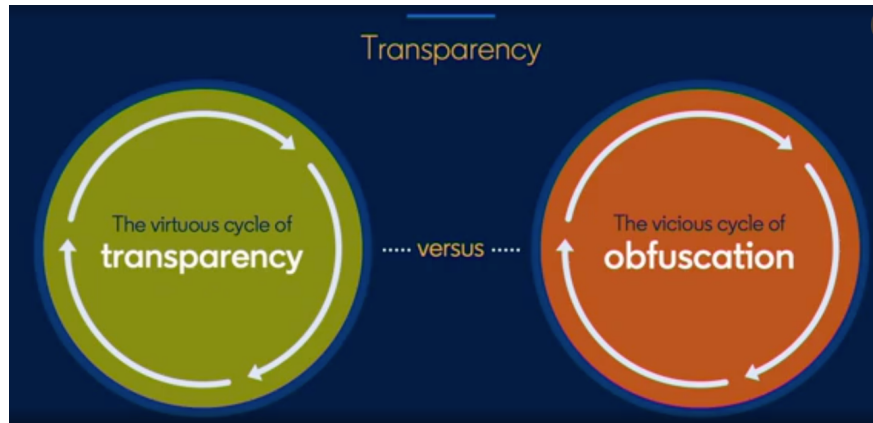 Transparency
The virtuous cycle of
transparency
..... versus .....
The vicious cycle of
obfuscation